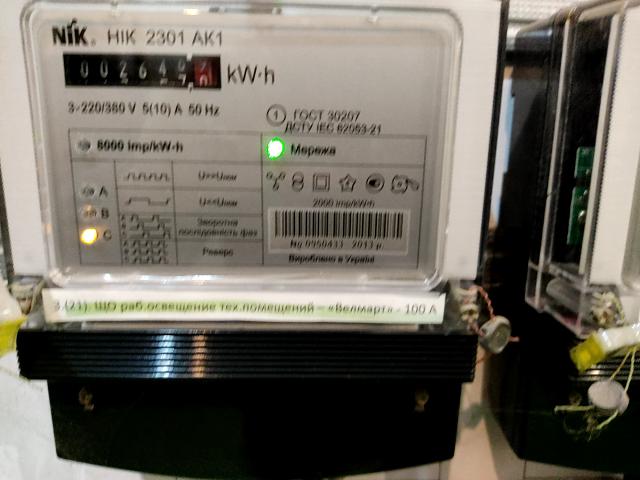 NiK. НІК 2301 АК1
kW·h
3~220/380 V 5(10) A 50 Hz
1 ГОСТ 30207
ДСТУ IEC 62053-21
8000 imp/kW·h
Мережа
A
B
C
U>>Uном
U<<Uном
Зворотна
послідовність фаз
Реверс
2000 imp/kW·h
№ 0950433 2013 р.
Вироблено в Україні
3 (21) ЩО раб.освещение тех.помещений – «Велмарт» - 100 А